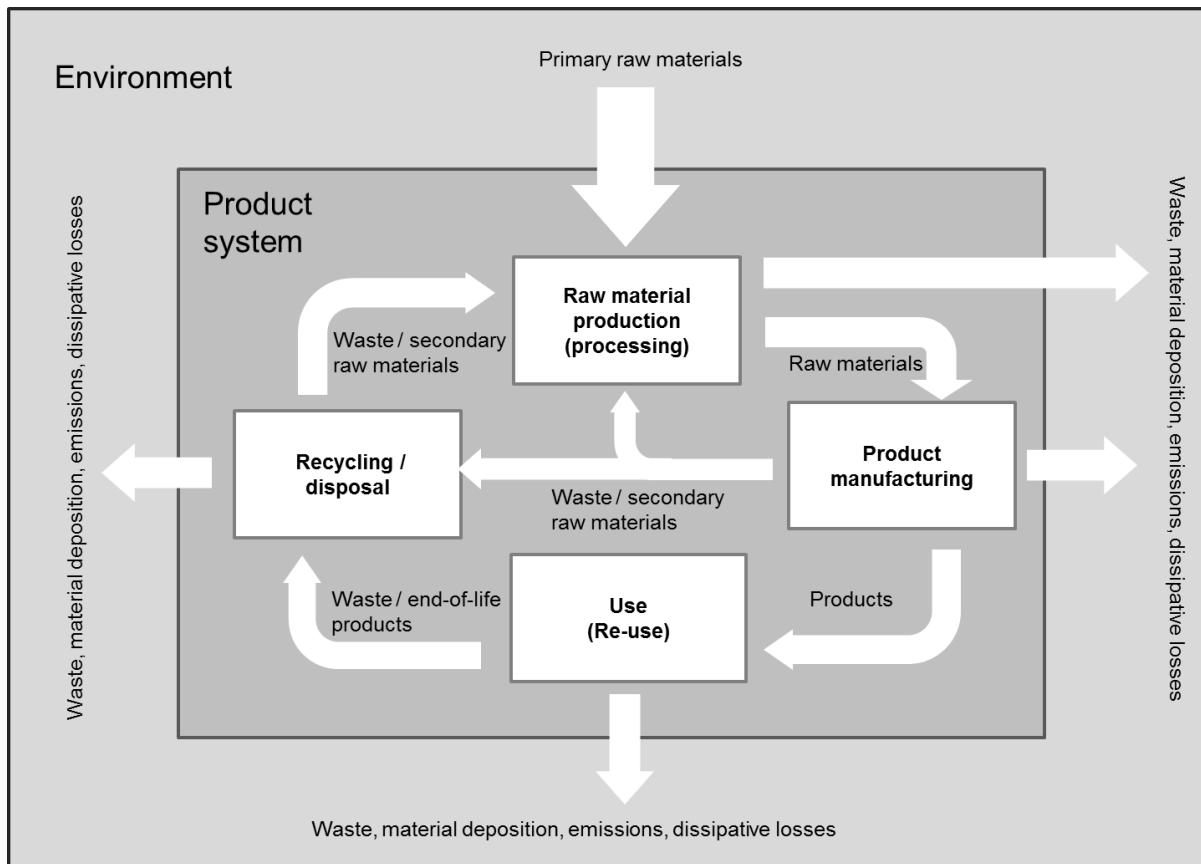 Environment
Primary raw materials
Product
system
Waste, material deposition, emissions, dissipative losses
Waste, material deposition, emissions, dissipative losses
Raw material
production
(processing)
Waste / secondary
raw materials
Raw materials
Recycling /
disposal
Product
manufacturing
Waste / secondary
raw materials
Waste / end-of-life
products
Use
(Re-use)
Products
Waste, material deposition, emissions, dissipative losses